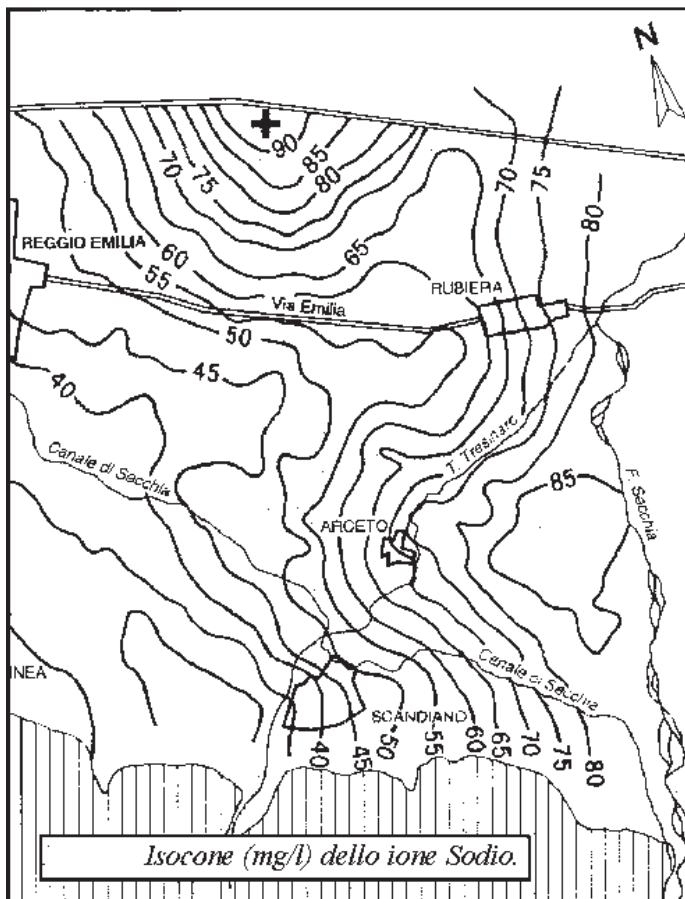 N
90
85
80
70
75
70
75
80
65
REGGIO EMILIA
60
55
RUBIERA
Via Emilia
50
45
40
T. Tresinaro
Canale di Secchia
85
F. Secchia
ARCETO
Canale di Secchia
INEA
SCANDIANO
40
45
50
55
60
65
70
75
80
Isocone (mg/l) dello ione Sodio.